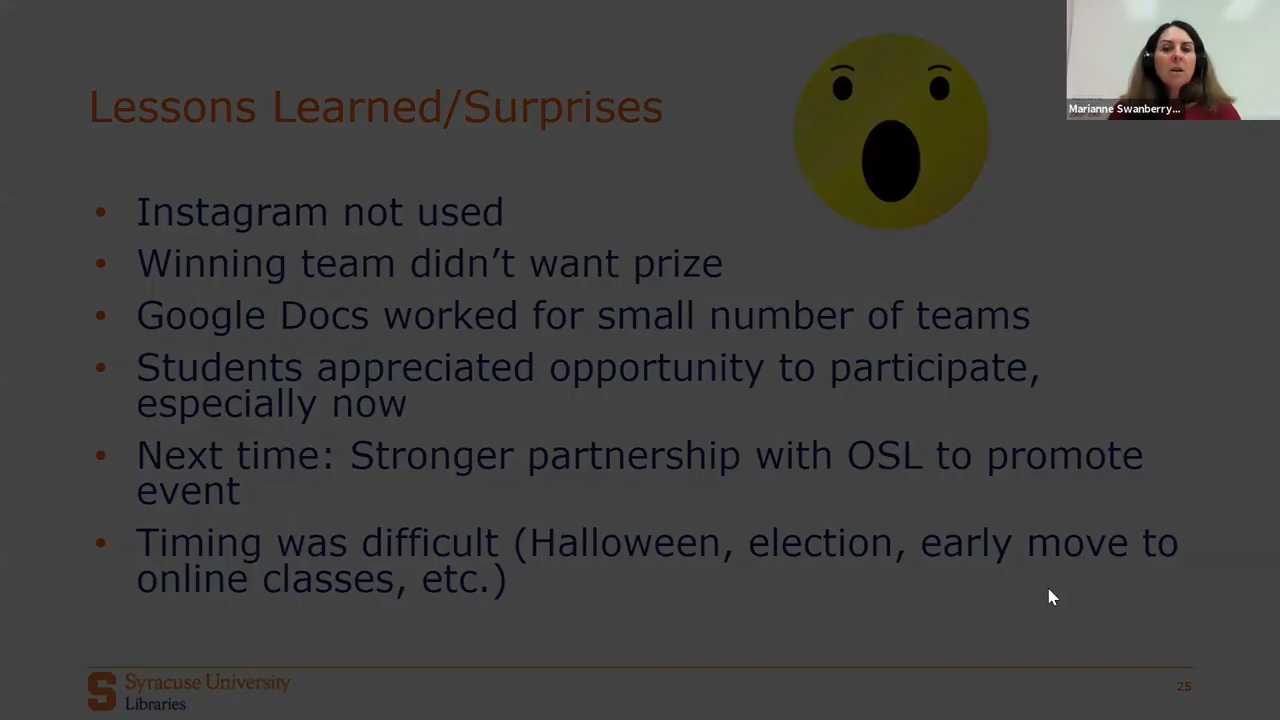 Marianne Swanberry...
Lessons Learned/Surprises
• Instagram not used
• Winning team didn’t want prize
• Google Docs worked for small number of teams
• Students appreciated opportunity to participate,
especially now
• Next time: Stronger partnership with OSL to promote
event
• Timing was difficult (Halloween, election, early move to
online classes, etc.)
S
Syracuse University
Libraries
25